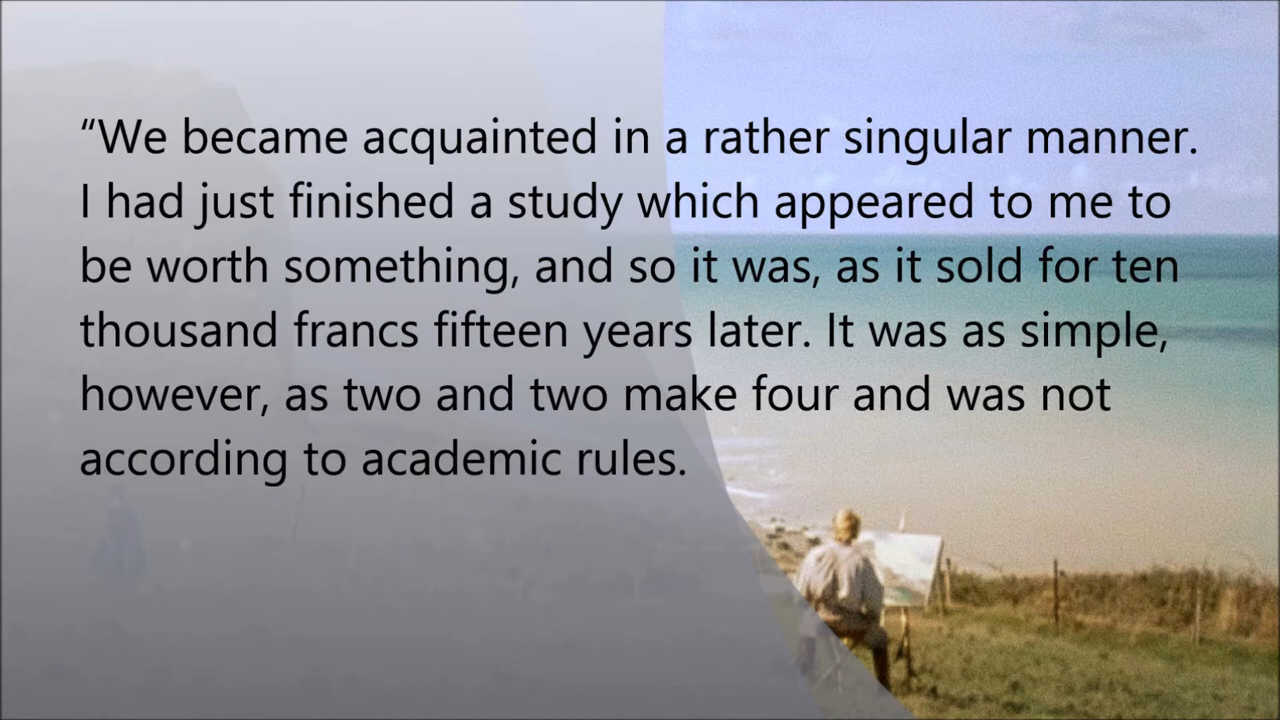 “We became acquainted in a rather singular manner.
I had just finished a study which appeared to me to
be worth something, and so it was, as it sold for ten
thousand francs fifteen years later. It was as simple,
however, as two and two make four and was not
according to academic rules.